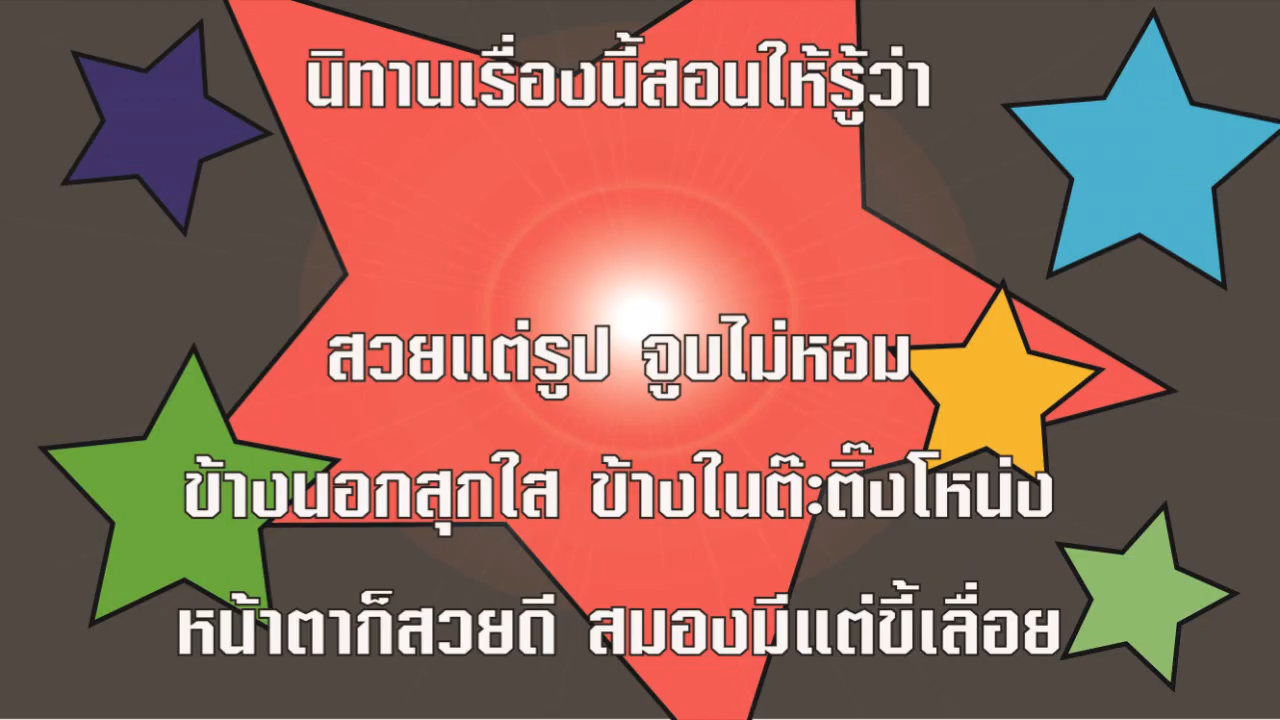 นิทานเรื่องนี้สอนให้รู้ว่า
สวยแต่รูป จูบไม่หอม
ข้างนอกสุกใส ข้างในต๊ะติ๊งโหน่ง
หน้าตาก็สวยดี สมองมีแต่ขี้เลื่อย